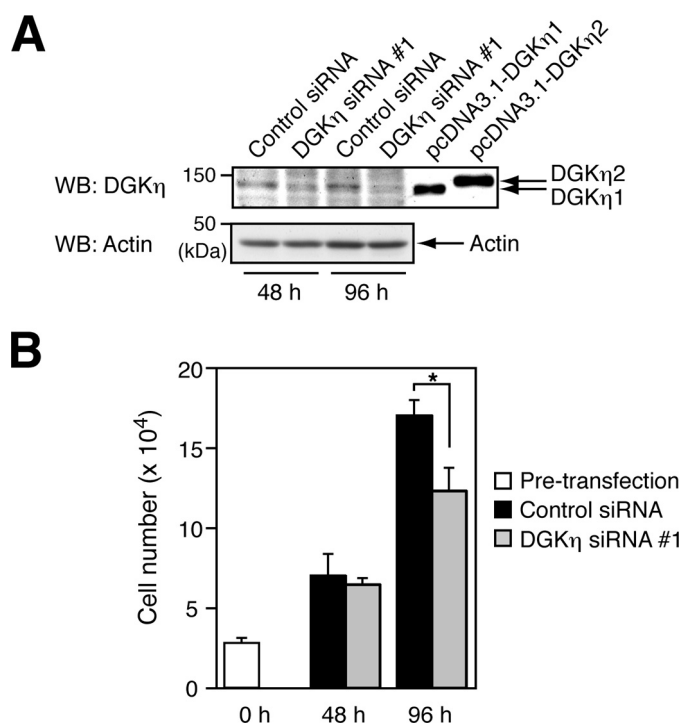 A
Control siRNA
DGKη siRNA #1
Control siRNA
DGKη siRNA #1
pcDNA3.1-DGKη1
pcDNA3.1-DGKη2
WB: DGKη
150
DGKη2
DGKη1
50
WB: Actin
(kDa)
Actin
48 h
96 h
B
Cell number (x 10⁴)
20
15
10
5
0
*
Pre-transfection
Control siRNA
DGKη siRNA #1
0 h
48 h
96 h